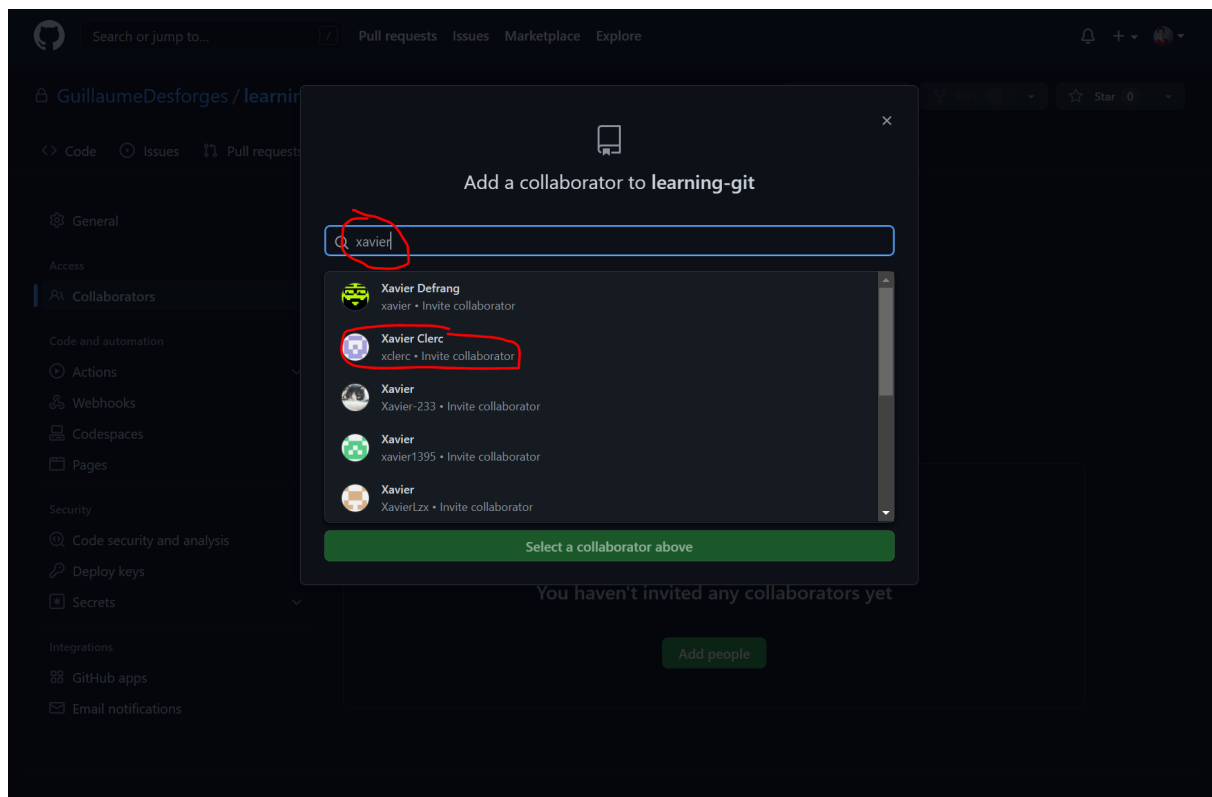 Search or jump to...
/
Pull requests Issues Marketplace Explore
GuillaumeDesforges / learnin
Star 0
Code Issues Pull requests
General
Access
Collaborators
Code and automation
Actions
Webhooks
Codespaces
Pages
Security
Code security and analysis
Deploy keys
Secrets
Integrations
GitHub apps
Email notifications
Add a collaborator to learning-git
xavier
Xavier Defrang
xavier • Invite collaborator
Xavier Clerc
xclerc • Invite collaborator
Xavier
Xavier-233 • Invite collaborator
Xavier
xavier1395 • Invite collaborator
Xavier
XavierLzx • Invite collaborator
Select a collaborator above
You haven't invited any collaborators yet
Add people